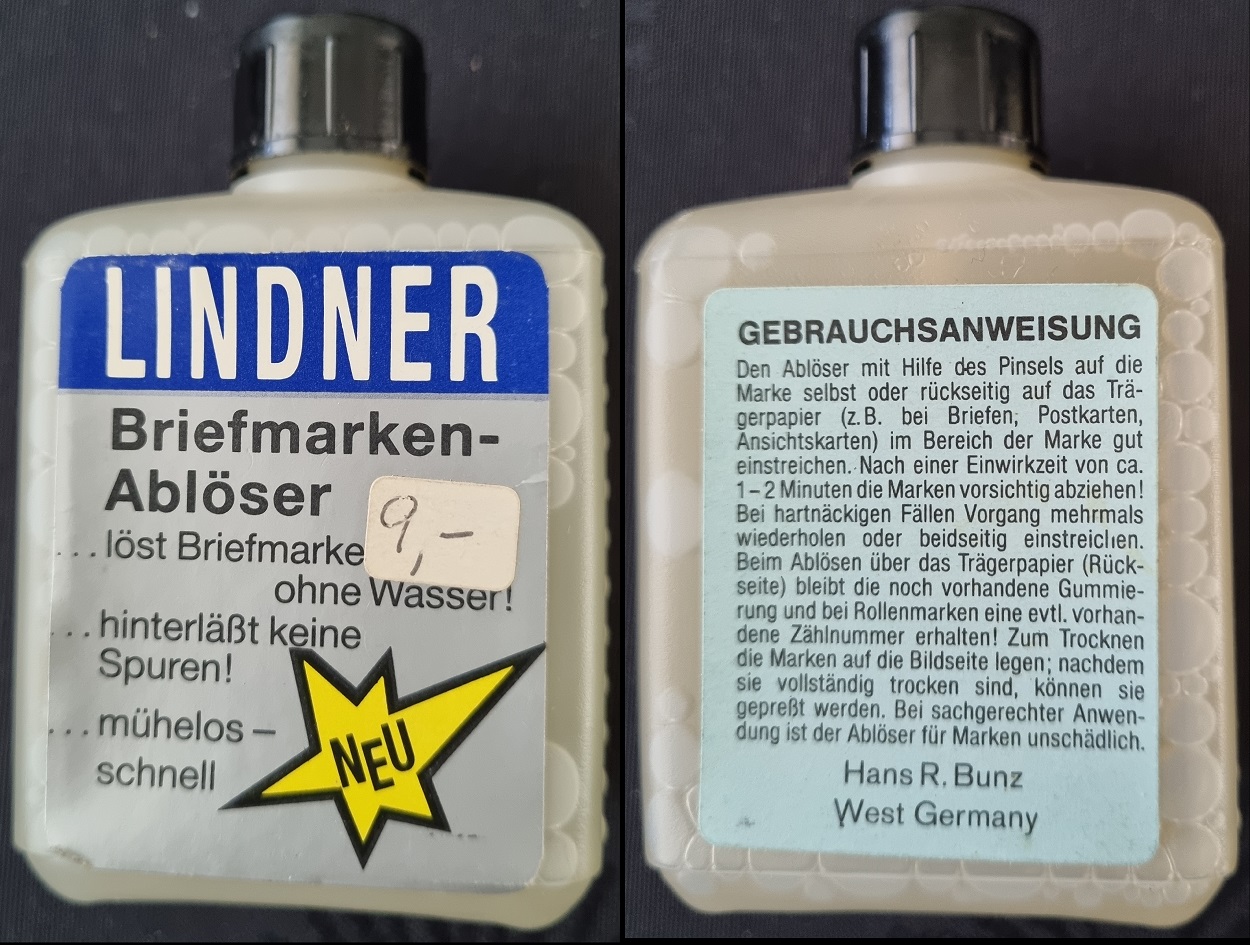 LINDNER
Briefmarken-
Ablöser
9,-
...löst Briefmarke
ohne Wasser!
...hinterläßt keine
Spuren!
...mühelos –
schnell
NEU
GEBRAUCHSANWEISUNG
Den Ablöser mit Hilfe des Pinsels auf die
Marke selbst oder rückseitig auf das Trä-
gerpapier (z.B. bei Briefen, Postkarten,
Ansichtskarten) im Bereich der Marke gut
einstreichen. Nach einer Einwirkzeit von ca.
1–2 Minuten die Marken vorsichtig abziehen!
Bei hartnäckigen Fällen Vorgang mehrmals
wiederholen oder beidseitig einstreichen.
Beim Ablösen über das Trägerpapier (Rück-
seite) bleibt die noch vorhandene Gummie-
rung und bei Rollenmarken eine evtl. vorhan-
dene Zählnummer erhalten! Zum Trocknen
die Marken auf die Bildseite legen; nachdem
sie vollständig trocken sind, können sie
gepreßt werden. Bei sachgerechter Anwen-
dung ist der Ablöser für Marken unschädlich.
Hans R. Bunz
West Germany